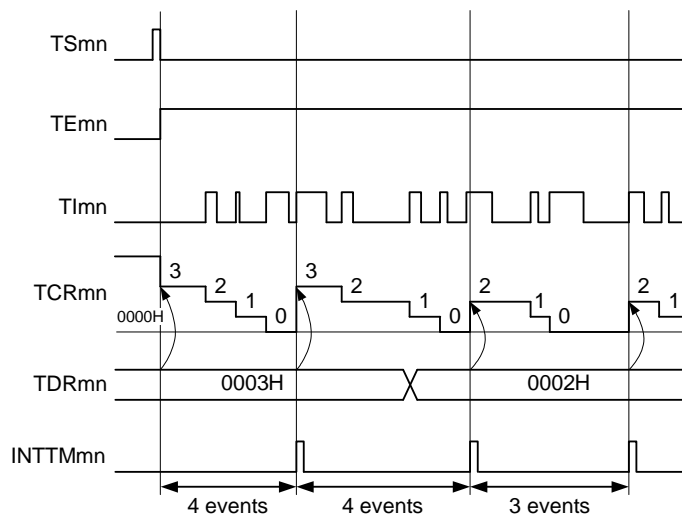 TSmn
TEmn
TImn
TCRmn
3
2
1
0
3
2
1
0
2
1
0
2
1
0000H
TDRmn
0003H
0002H
INTTMmn
4 events
4 events
3 events